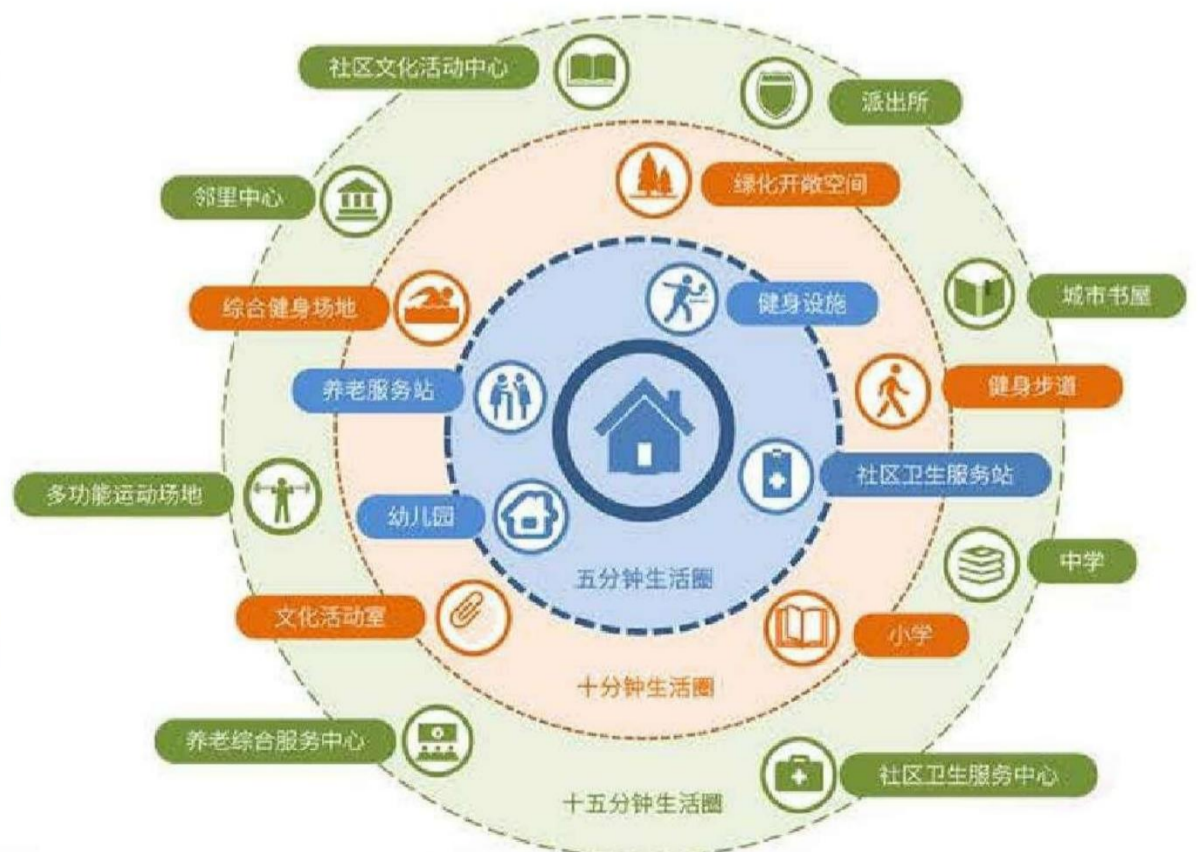 社区文化活动中心
派出所
绿化开敞空间
邻里中心
综合健身场地
健身设施
城市书屋
养老服务站
健身步道
多功能运动场地
幼儿园
社区卫生服务站
五分钟生活圈
中学
文化活动室
小学
十分钟生活圈
养老综合服务中心
社区卫生服务中心
十五分钟生活圈